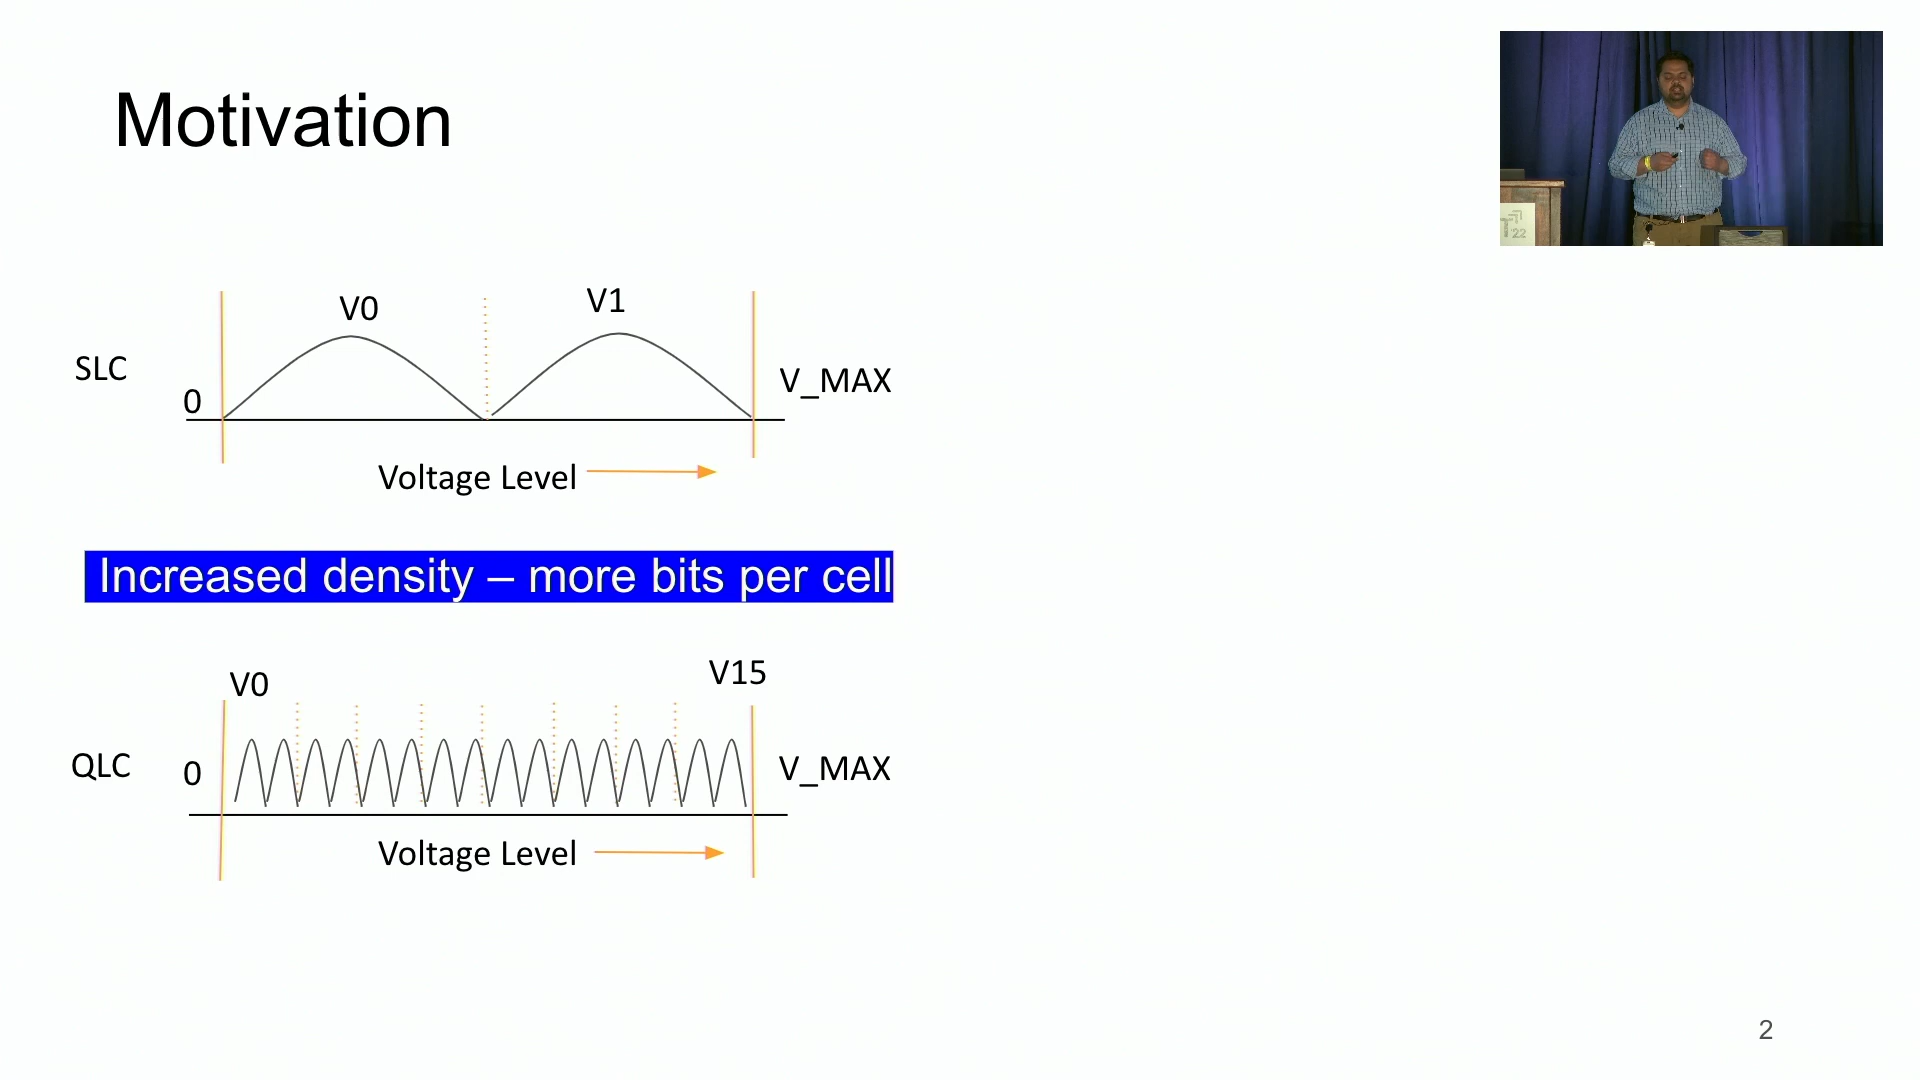 Motivation
V0
V1
SLC
0
V_MAX
Voltage Level
Increased density – more bits per cell
V0
V15
QLC
0
V_MAX
Voltage Level
'22
2